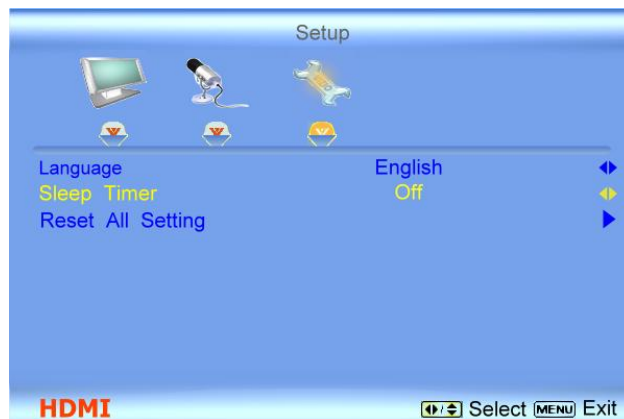 Setup
Language English
Sleep Timer Off
Reset All Setting
HDMI Select MENU Exit